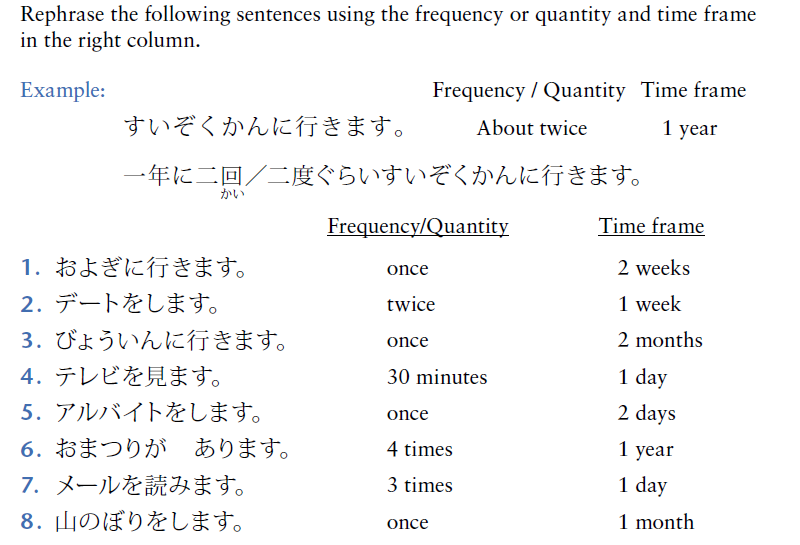 Rephrase the following sentences using the frequency or quantity and time frame
in the right column.
Example: Frequency / Quantity Time frame
すいぞくかんに行きます。 About twice 1 year
一年に二回／二度ぐらいすいぞくかんに行きます。
かい
Frequency/Quantity Time frame
1. およぎに行きます。 once 2 weeks
2. デートをします。 twice 1 week
3. びょういんに行きます。 once 2 months
4. テレビを見ます。 30 minutes 1 day
5. アルバイトをします。 once 2 days
6. おまつりが あります。 4 times 1 year
7. メールを読みます。 3 times 1 day
8. 山のぼりをします。 once 1 month